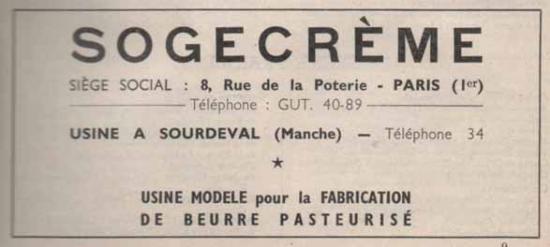 SOGECRÈME
SIÈGE SOCIAL : 8, Rue de la Poterie - PARIS (Ier)
Téléphone : GUT. 40-89
USINE A SOURDEVAL (Manche) — Téléphone 34
★
USINE MODELE pour la FABRICATION
DE BEURRE PASTEURISÉ